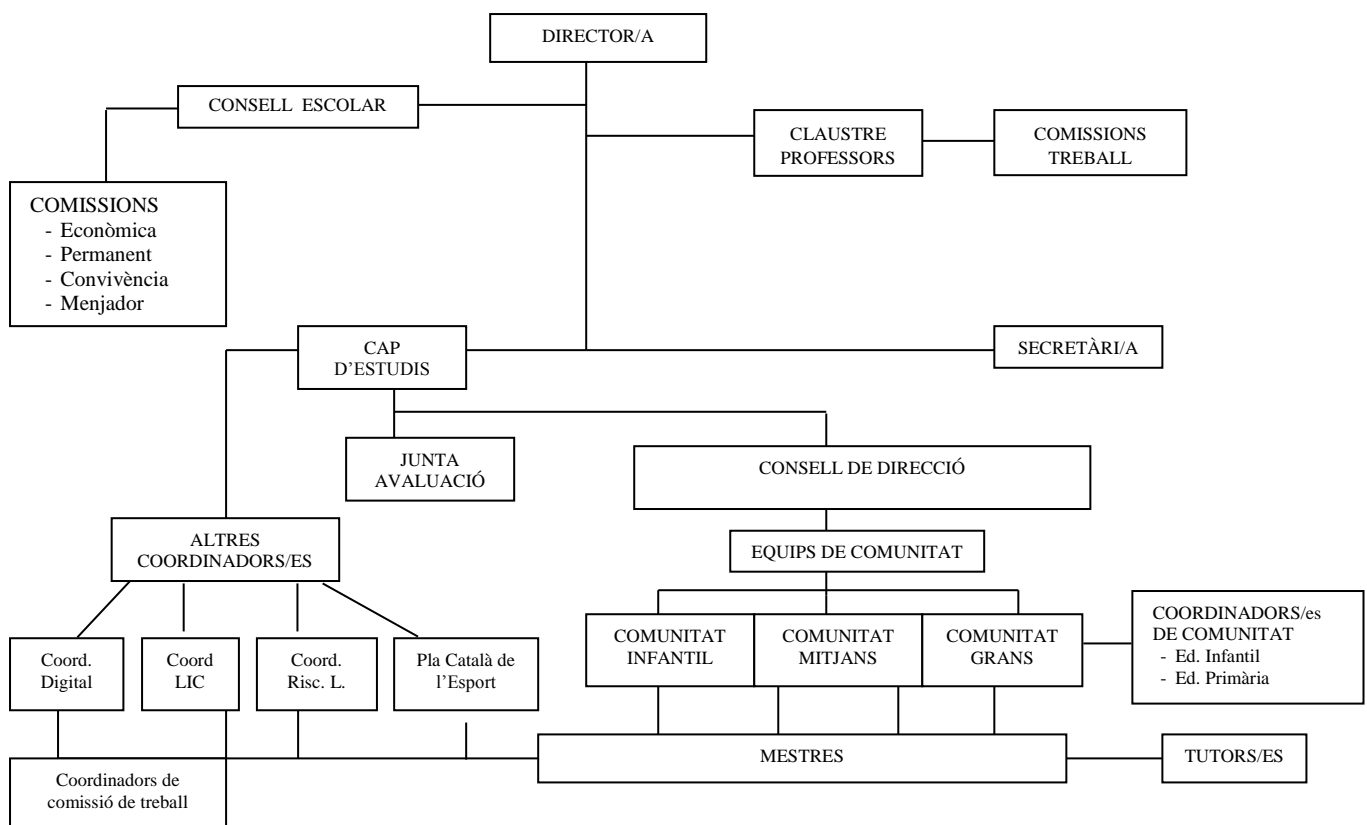 DIRECTOR/A
CONSELL ESCOLAR
CLAUSTRE
PROFESSORS
COMISSIONS
TREBALL
COMISSIONS
- Econòmica
- Permanent
- Convivència
- Menjador
CAP
D'ESTUDIS
SECRETÀRI/A
JUNTA
AVALUACIÓ
CONSELL DE DIRECCIÓ
ALTRES
COORDINADORS/ES
EQUIPS DE COMUNITAT
COMUNITAT
INFANTIL
COMUNITAT
MITJANS
COMUNITAT
GRANS
COORDINADORS/es
DE COMUNITAT
- Ed. Infantil
- Ed. Primària
Coord.
Digital
Coord
LIC
Coord.
Risc. L.
Pla Català de
l'Esport
MESTRES
TUTORS/ES
Coordinadors de
comissió de treball